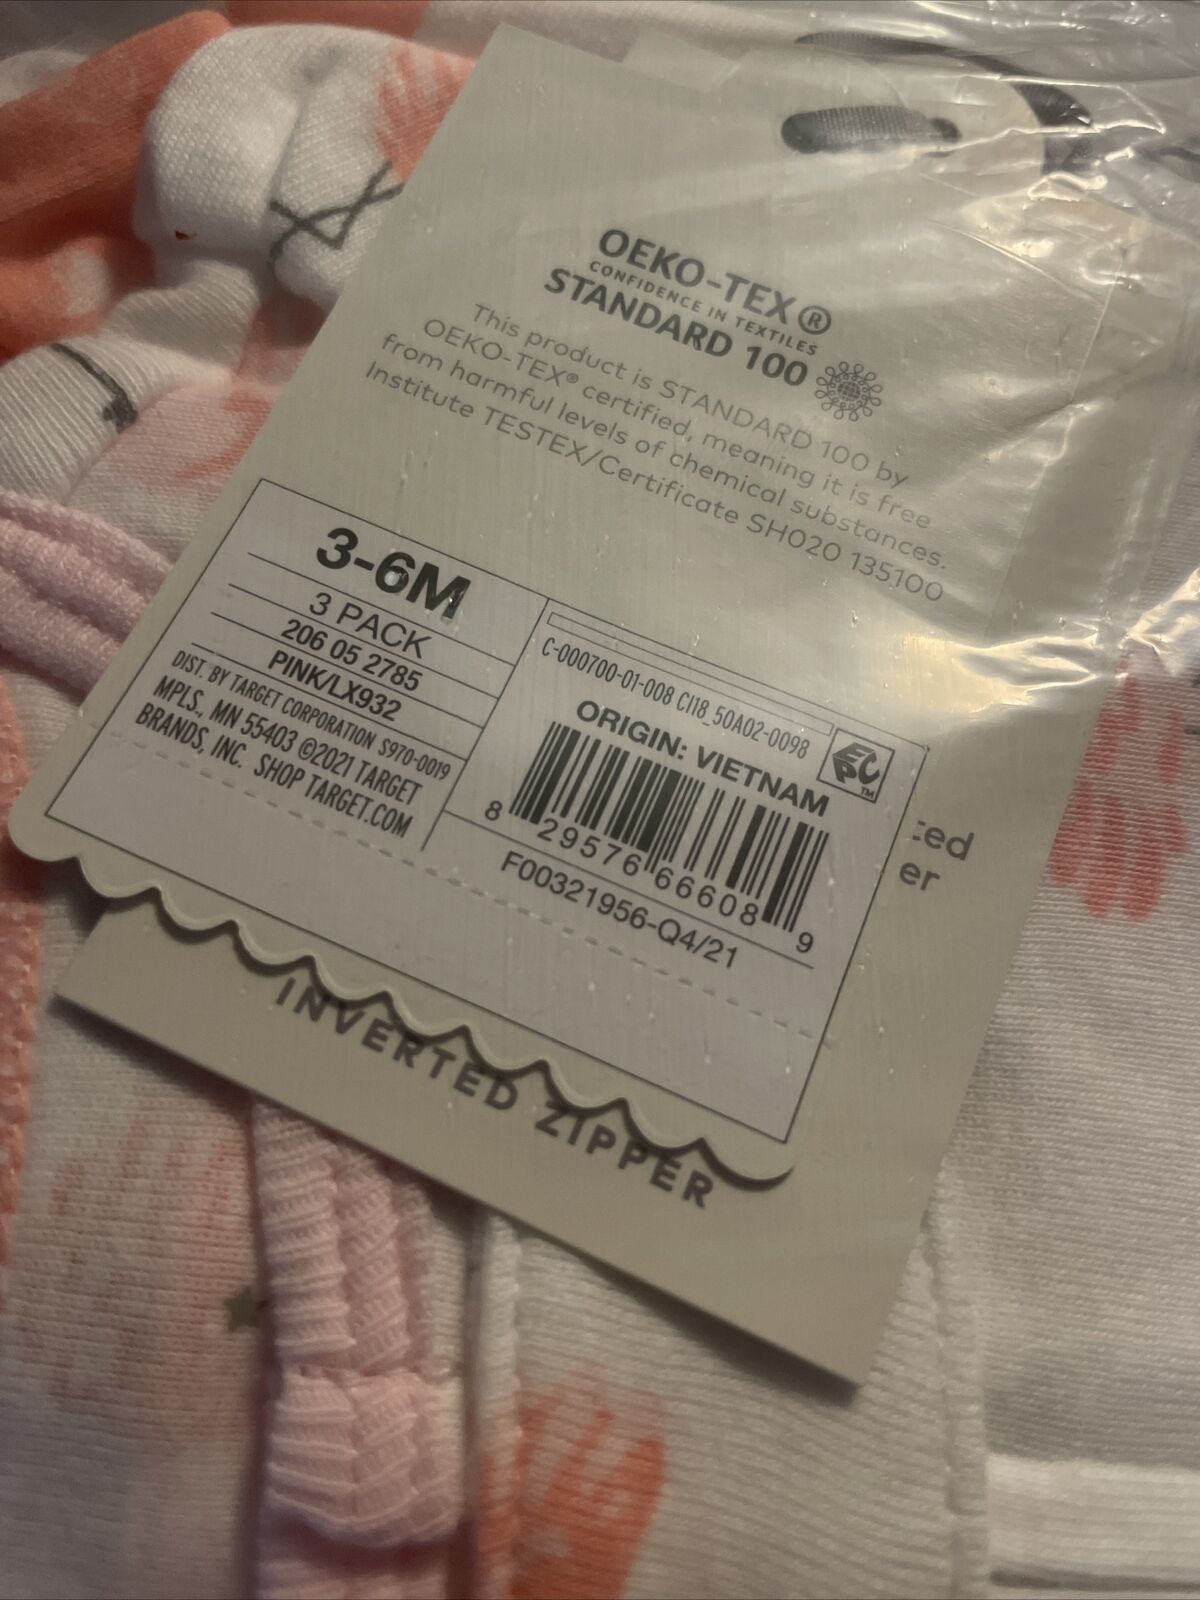 OEKO-TEX®
CONFIDENCE IN TEXTILES
STANDARD 100
This product is STANDARD 100 by
OEKO-TEX® certified, meaning it is free
from harmful levels of chemical substances.
Institute TESTEX/Certificate SH020 135100
3-6M
3 PACK
206 05 2785
PINK/LX932
DIST. BY TARGET CORPORATION S970-0019
MPLS., MN 55403 ©2021 TARGET
BRANDS, INC. SHOP TARGET.COM
C-000700-01-008 CI18_50A02-0098
EPC™
ORIGIN: VIETNAM
8 29576 66608 9
F00321956-Q4/21
ted
er
INVERTED ZIPPER